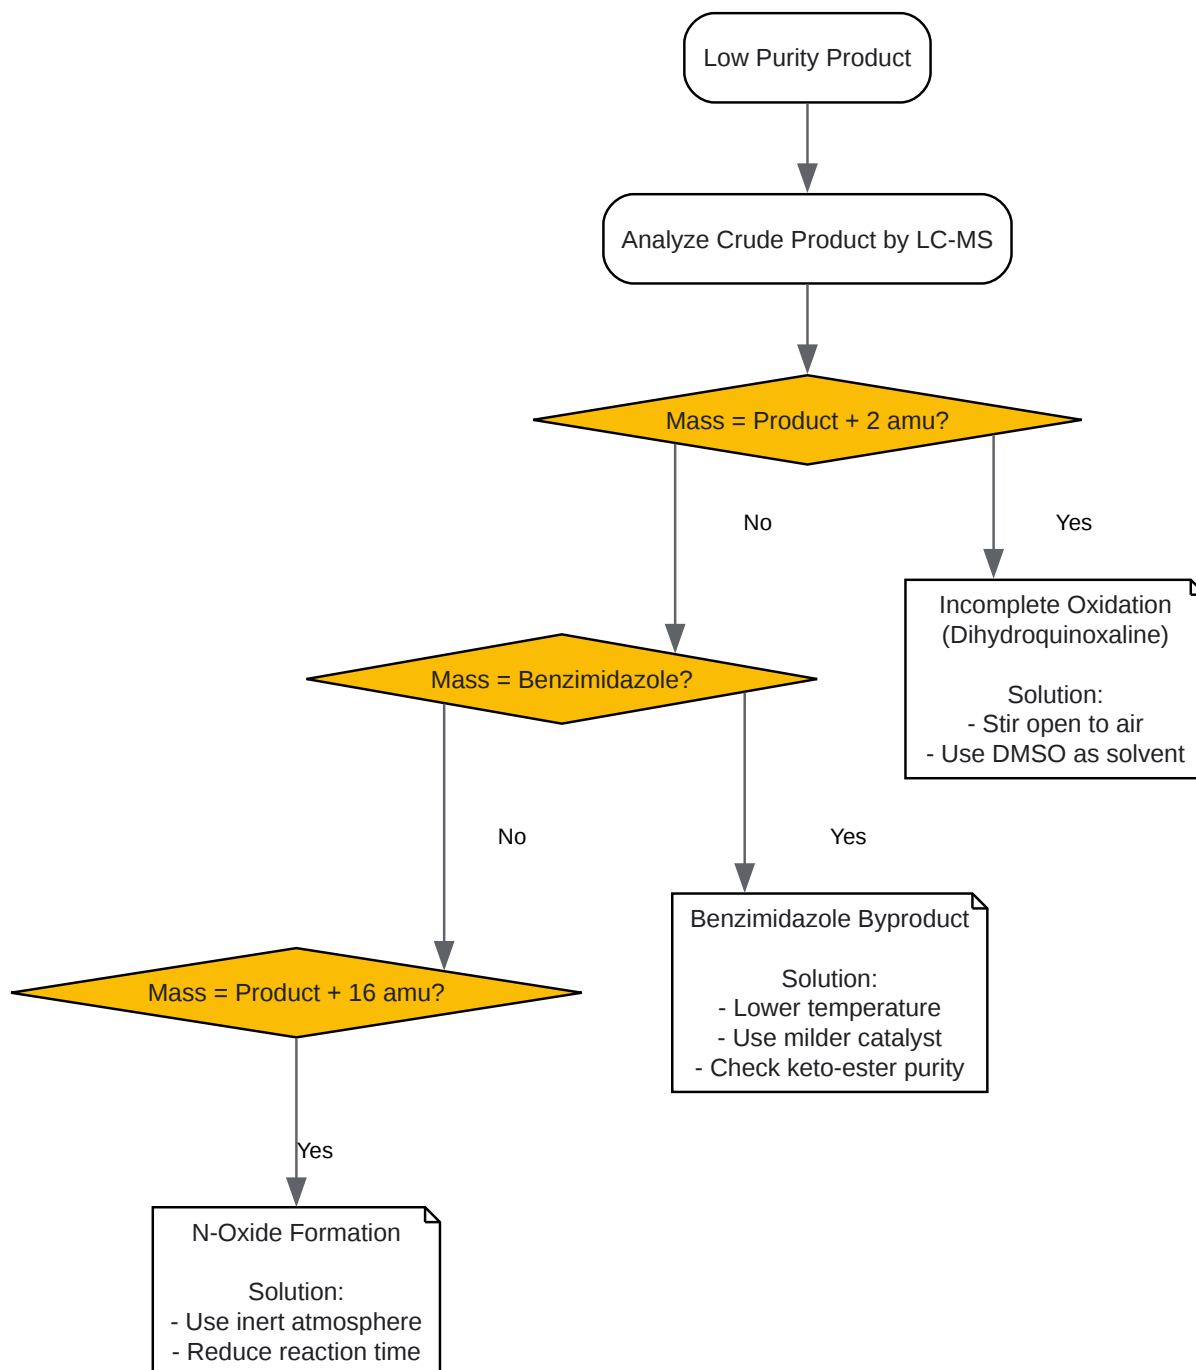 Low Purity Product
Analyze Crude Product by LC-MS
Mass = Product + 2 amu?
No
Yes
Incomplete Oxidation
(Dihydroquinoxaline)
Solution:
- Stir open to air
- Use DMSO as solvent
Mass = Benzimidazole?
No
Yes
Benzimidazole Byproduct
Solution:
- Lower temperature
- Use milder catalyst
- Check keto-ester purity
Mass = Product + 16 amu?
Yes
N-Oxide Formation
Solution:
- Use inert atmosphere
- Reduce reaction time